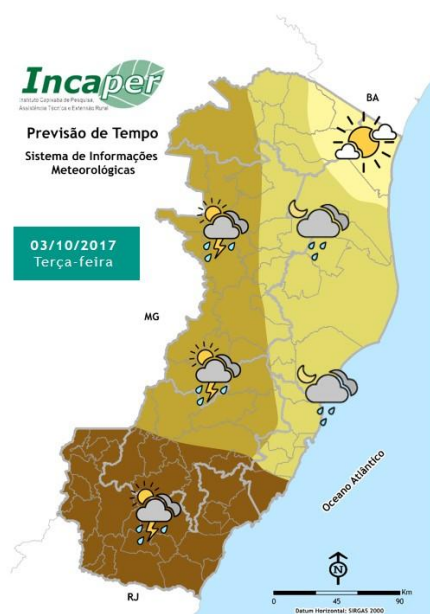 Incaper
Instituto Capixaba de Pesquisa,
Assistência Técnica e Extensão Rural
Previsão de Tempo
Sistema de Informações
Meteorológicas
03/10/2017
Terça-feira
BA
MG
RJ
Oceano Atlântico
N
Km
0 45 90
Datum Horizontal: SIRGAS 2000